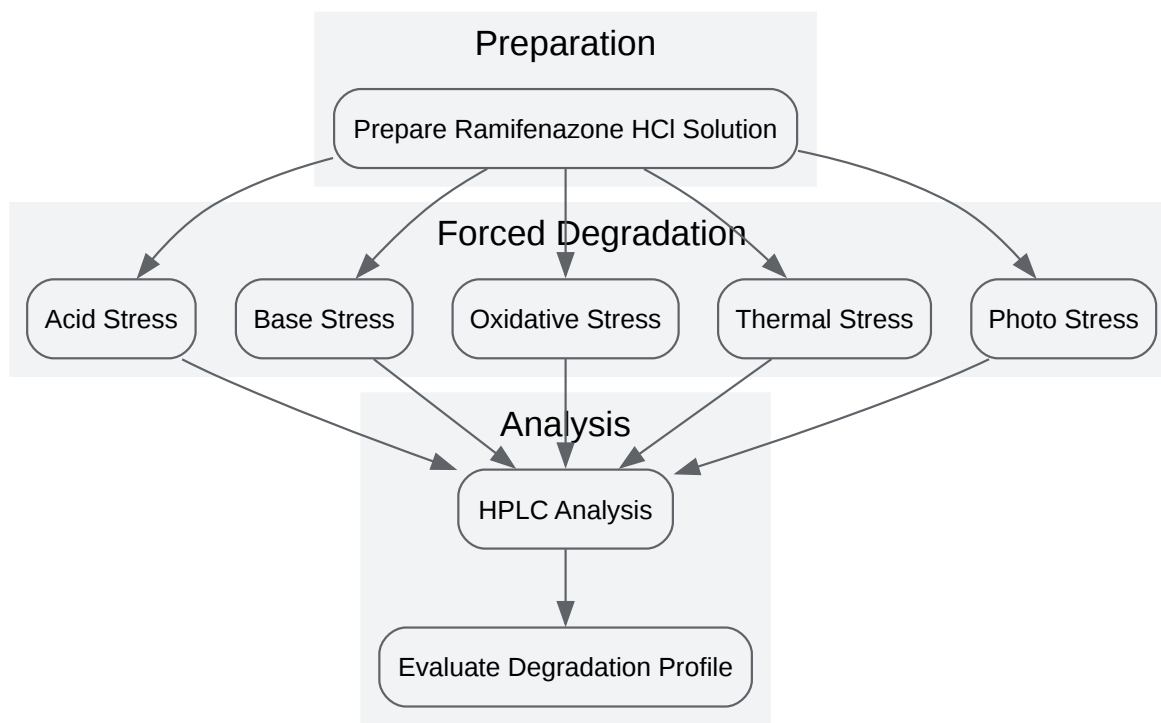 Preparation
Prepare Ramifenazone HCl Solution
Forced Degradation
Acid Stress
Base Stress
Oxidative Stress
Thermal Stress
Photo Stress
Analysis
HPLC Analysis
Evaluate Degradation Profile